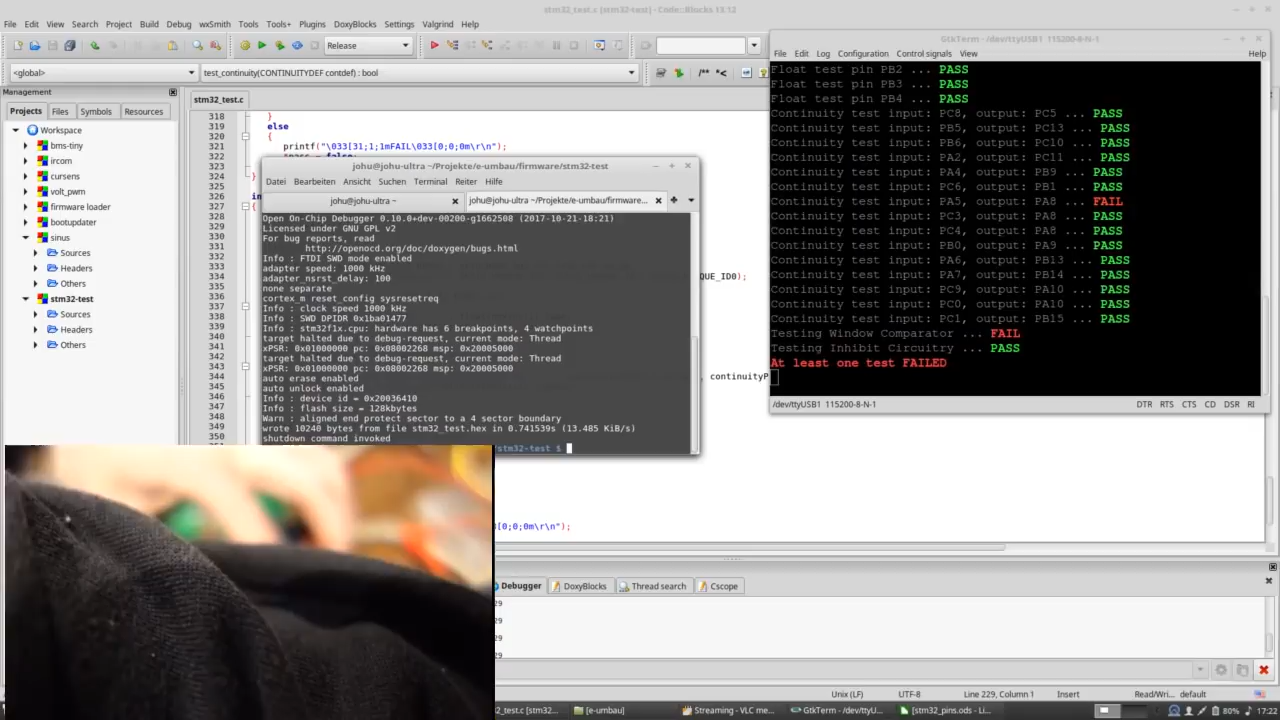 stm32_test.c (stm32-test) - Code::Blocks 13.12
File Edit View Search Project Build Debug wxSmith Tools Tools+ Plugins DoxyBlocks Settings Valgrind Help
Release
<global>
test_continuity(CONTINUITYDEF contdef) : bool
/** *<
Management
Projects Files Symbols Resources
Workspace
bms-tiny
ircom
cursens
volt_pwm
firmware loader
bootupdater
sinus
Sources
Headers
Others
stm32-test
Sources
Headers
Others
stm32_test.c
318 }
319 else
320 {
321 printf("\033[31;1;1mFAIL\033[0;0;0m\r\n");
322
323
324 }
325
326
327
328
329
330
331
332
333
334 QUE_ID0);
335
336
337
338
339
340
341
342
343
344 , continuityP
345
346
347
348
349
350
[0;0;0m\r\n");
johu@johu-ultra ~/Projekte/e-umbau/firmware/stm32-test
Datei Bearbeiten Ansicht Suchen Terminal Reiter Hilfe
johu@johu-ultra ~
johu@johu-ultra ~/Projekte/e-umbau/firmware...
Open On-Chip Debugger 0.10.0+dev-00200-g1662508 (2017-10-21-18:21)
Licensed under GNU GPL v2
For bug reports, read
http://openocd.org/doc/doxygen/bugs.html
Info : FTDI SWD mode enabled
adapter speed: 1000 kHz
adapter_nsrst_delay: 100
none separate
cortex_m reset_config sysresetreq
Info : clock speed 1000 kHz
Info : SWD DPIDR 0x1ba01477
Info : stm32f1x.cpu: hardware has 6 breakpoints, 4 watchpoints
target halted due to debug-request, current mode: Thread
xPSR: 0x01000000 pc: 0x08002268 msp: 0x20005000
target halted due to debug-request, current mode: Thread
xPSR: 0x01000000 pc: 0x08002268 msp: 0x20005000
auto erase enabled
auto unlock enabled
Info : device id = 0x20036410
Info : flash size = 128kbytes
Warn : aligned end protect sector to a 4 sector boundary
wrote 10240 bytes from file stm32_test.hex in 0.741539s (13.485 KiB/s)
shutdown command invoked
/stm32-test $
GtkTerm - /dev/ttyUSB1 115200-8-N-1
File Edit Log Configuration Control signals View Help
Float test pin PB2 ... PASS
Float test pin PB3 ... PASS
Float test pin PB4 ... PASS
Continuity test input: PC8, output: PC5 ... PASS
Continuity test input: PB5, output: PC13 ... PASS
Continuity test input: PB6, output: PC10 ... PASS
Continuity test input: PA2, output: PC11 ... PASS
Continuity test input: PA4, output: PB9 ... PASS
Continuity test input: PC6, output: PB1 ... PASS
Continuity test input: PA5, output: PA8 ... FAIL
Continuity test input: PC3, output: PA8 ... PASS
Continuity test input: PC4, output: PA8 ... PASS
Continuity test input: PB0, output: PA9 ... PASS
Continuity test input: PA6, output: PB13 ... PASS
Continuity test input: PA7, output: PB14 ... PASS
Continuity test input: PC9, output: PA10 ... PASS
Continuity test input: PC0, output: PA10 ... PASS
Continuity test input: PC1, output: PB15 ... PASS
Testing Window Comparator ... FAIL
Testing Inhibit Circuitry ... PASS
At least one test FAILED
/dev/ttyUSB1 115200-8-N-1
DTR RTS CTS CD DSR RI
Debugger DoxyBlocks Thread search Cscope
29
29
29
Unix (LF) UTF-8 Line 229, Column 1 Insert Read/Wri... default
2_test.c [stm32... [e-umbau] Streaming - VLC me... GtkTerm - /dev/ttyU... [stm32_pins.ods - Li... 80% 17:22